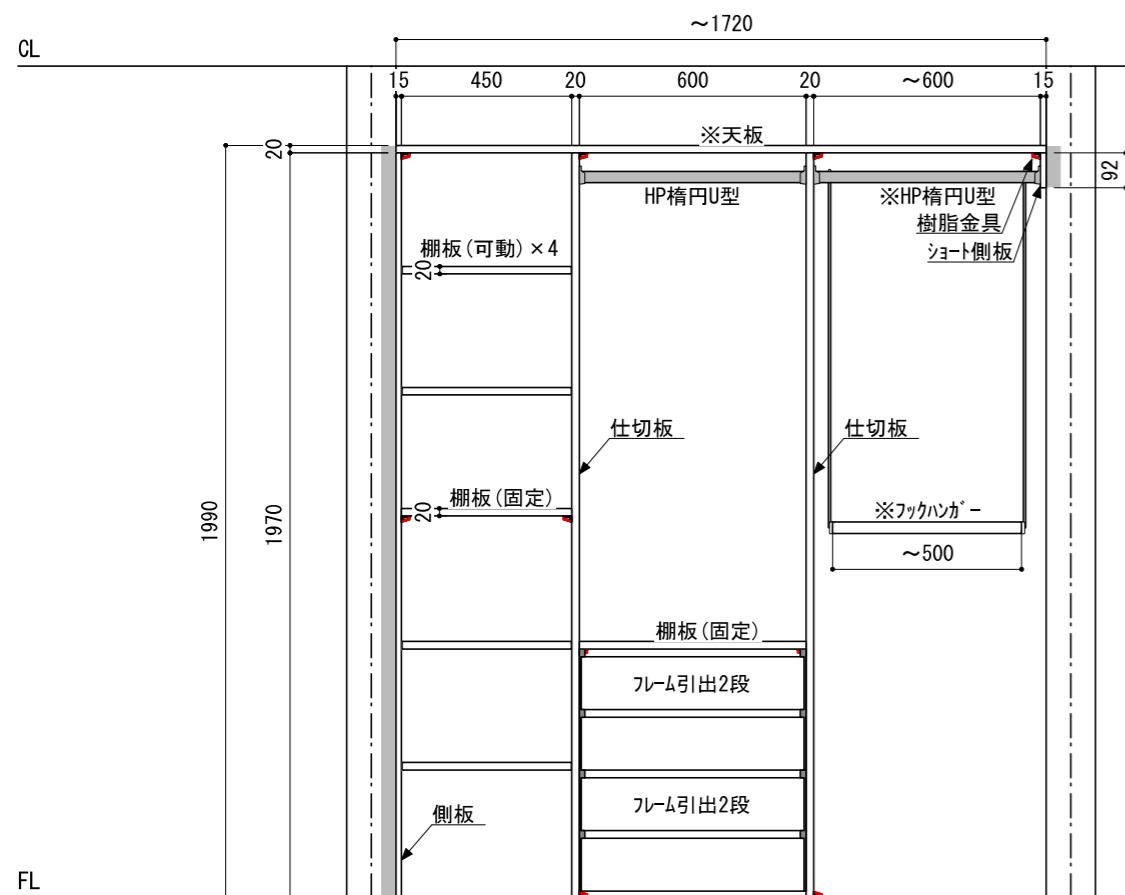 ～1720
CL
15 450 20 600 20 ～600 15
※天板
20
92
HP楕円U型
※HP楕円U型
樹脂金具
ｼｮｰﾄ側板
棚板(可動)×4
20
仕切板
仕切板
棚板(固定)
20
※ﾌｯｸﾊﾝｶﾞｰ
1990
1970
～500
棚板(固定)
ﾌﾚｰﾑ引出2段
ﾌﾚｰﾑ引出2段
側板
FL